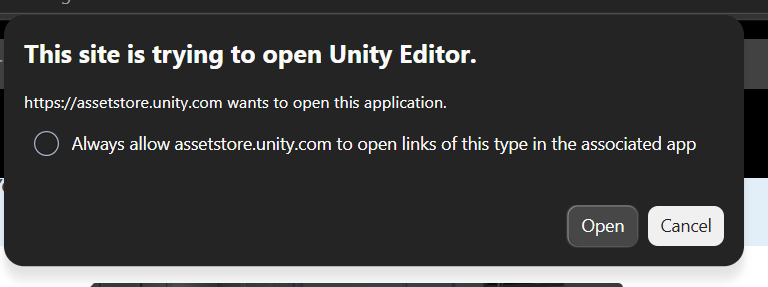 This site is trying to open Unity Editor.
https://assetstore.unity.com wants to open this application.
Always allow assetstore.unity.com to open links of this type in the associated app
Open
Cancel